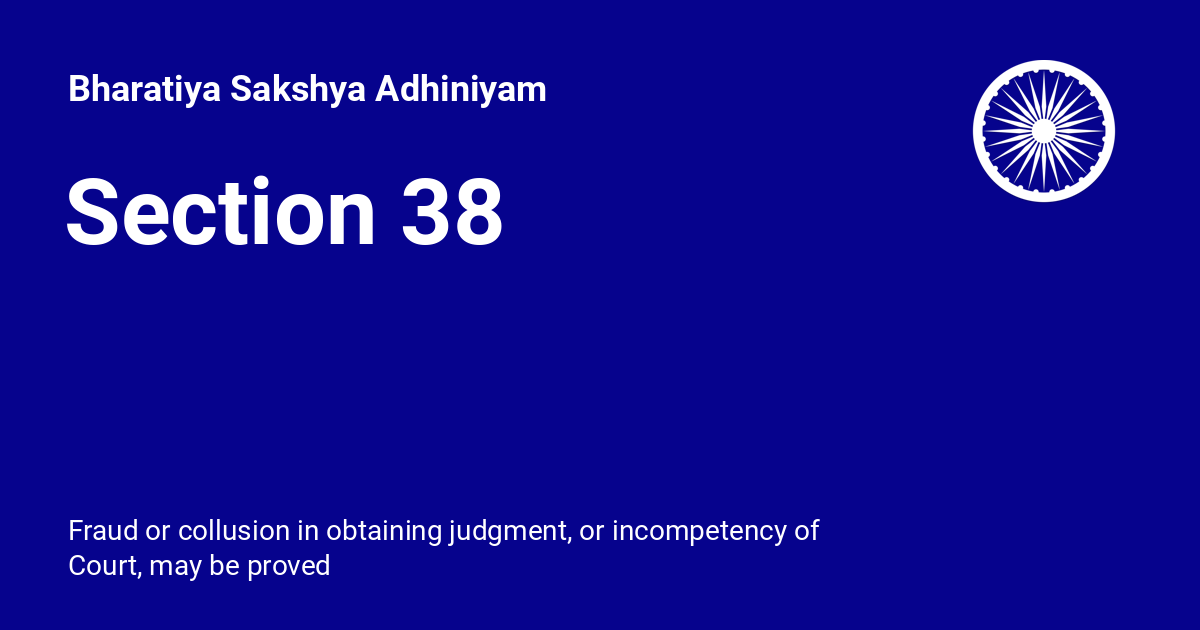 Bharatiya Sakshya Adhiniyam
Section 38
Fraud or collusion in obtaining judgment, or incompetency of
Court, may be proved